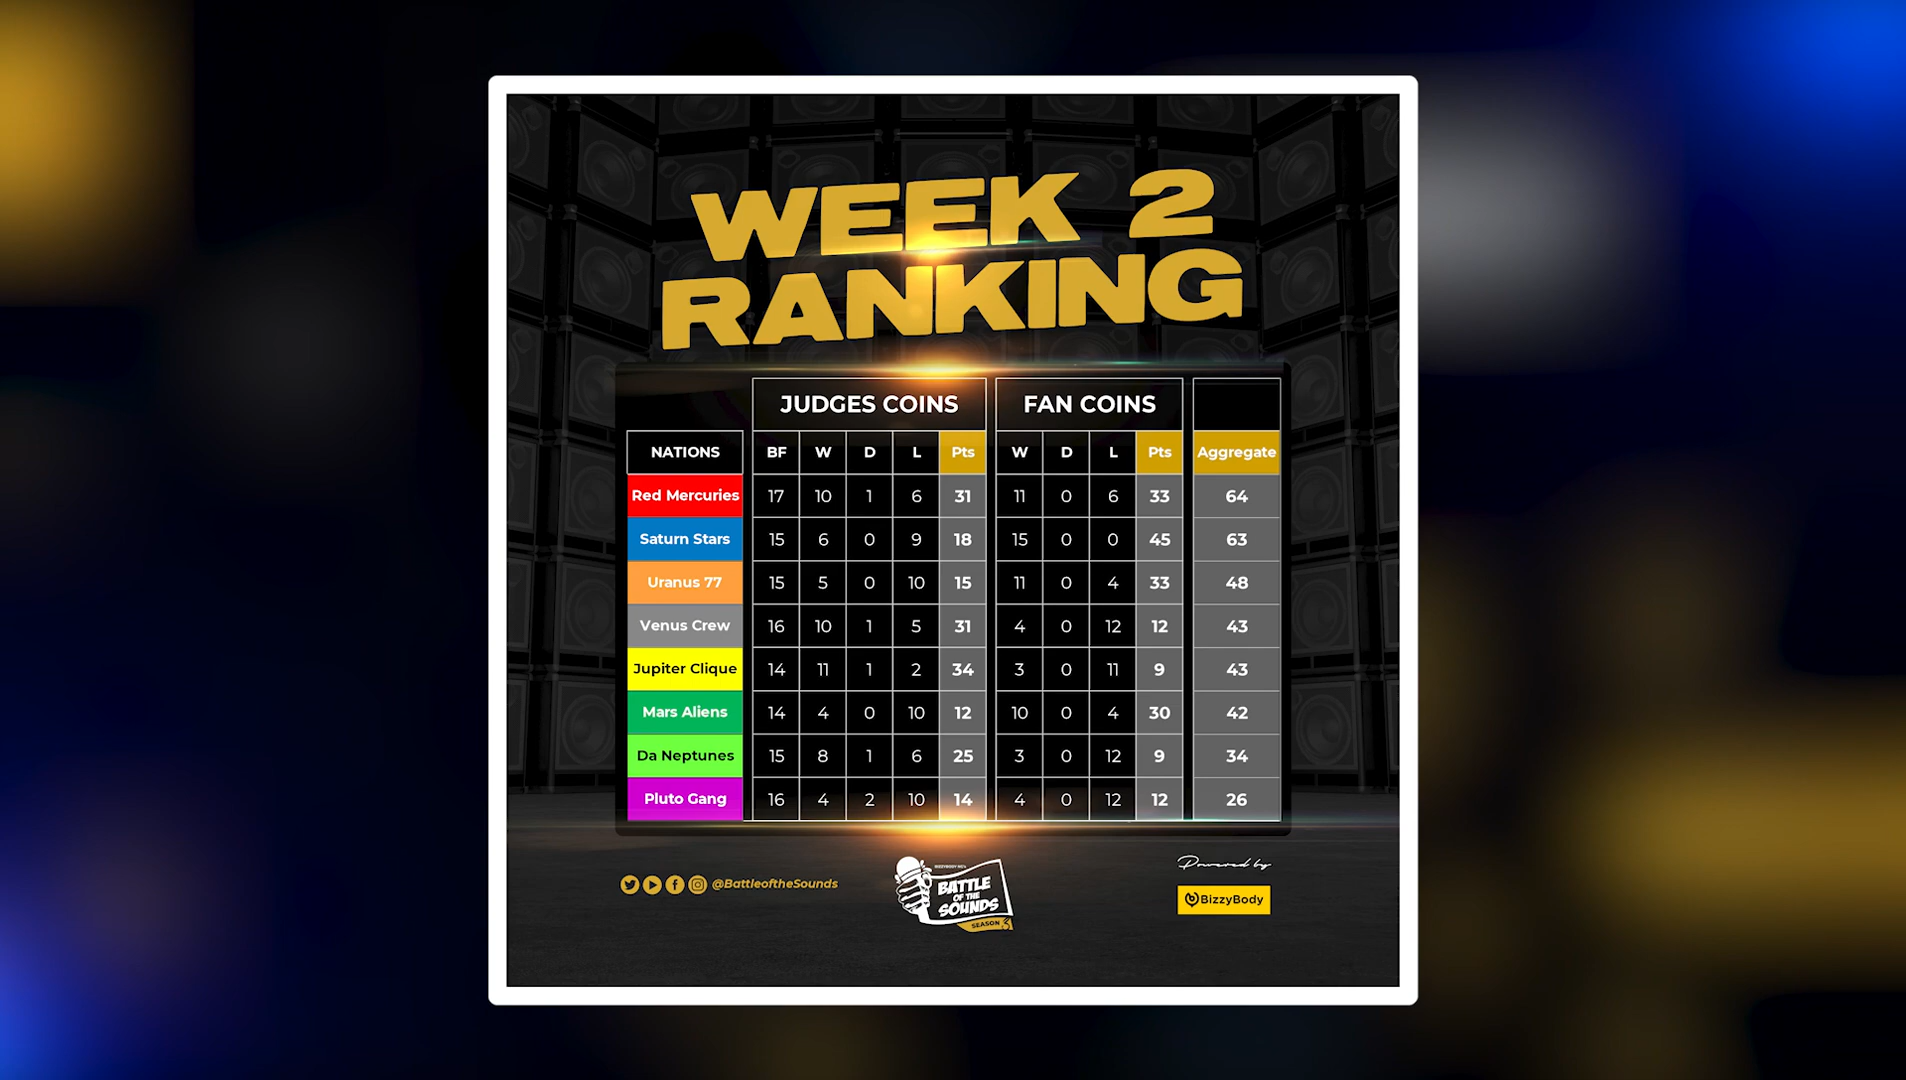 WEEK 2
RANKING
JUDGES COINS FAN COINS
NATIONS BF W D L Pts W D L Pts Aggregate
Red Mercuries 17 10 1 6 31 11 0 6 33 64
Saturn Stars 15 6 0 9 18 15 0 0 45 63
Uranus 77 15 5 0 10 15 11 0 4 33 48
Venus Crew 16 10 1 5 31 4 0 12 12 43
Jupiter Clique 14 11 1 2 34 3 0 11 9 43
Mars Aliens 14 4 0 10 12 10 0 4 30 42
Da Neptunes 15 8 1 6 25 3 0 12 9 34
Pluto Gang 16 4 2 10 14 4 0 12 12 26
@BattleoftheSounds
BATTLE
OF THE
SOUNDS
SEASON 3
Powered by
BizzyBody